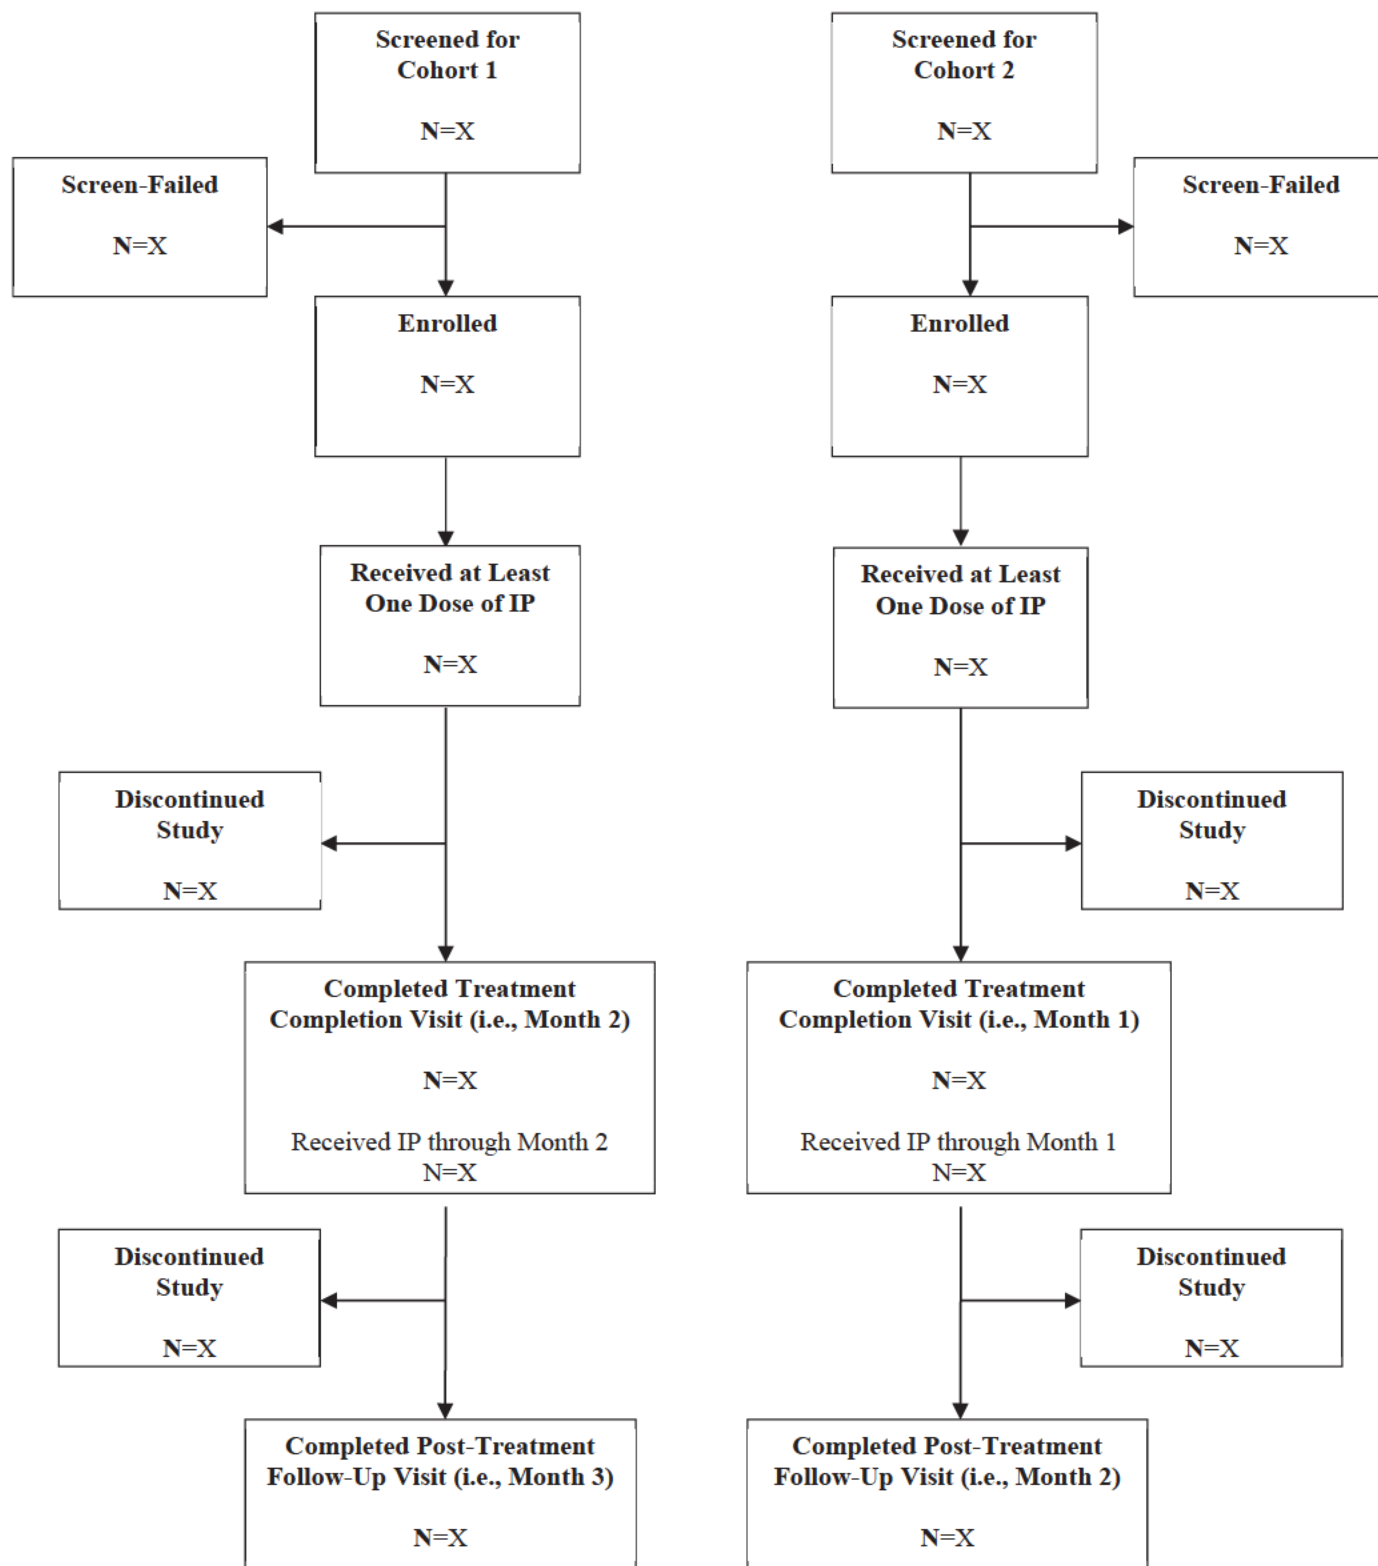 Screened for
Cohort 1
N=X
Screened for
Cohort 2
N=X
Screen-Failed
N=X
Screen-Failed
N=X
Enrolled
N=X
Enrolled
N=X
Received at Least
One Dose of IP
N=X
Received at Least
One Dose of IP
N=X
Discontinued
Study
N=X
Discontinued
Study
N=X
Completed Treatment
Completion Visit (i.e., Month 2)
N=X
Received IP through Month 2
N=X
Completed Treatment
Completion Visit (i.e., Month 1)
N=X
Received IP through Month 1
N=X
Discontinued
Study
N=X
Discontinued
Study
N=X
Completed Post-Treatment
Follow-Up Visit (i.e., Month 3)
N=X
Completed Post-Treatment
Follow-Up Visit (i.e., Month 2)
N=X